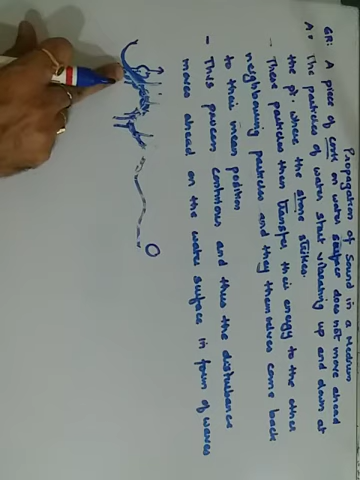 Propagation of Sound in a Medium
GR: A piece of cork on water surface does not move ahead
A: The particles of water start vibrating up and down at
the pt. where the stone strikes.
- These particles then transfer their energy to the other
neighbouring particles and they themselves come back
to their mean position
- This process continues and thus the disturbance
moves ahead on the water surface in form of waves